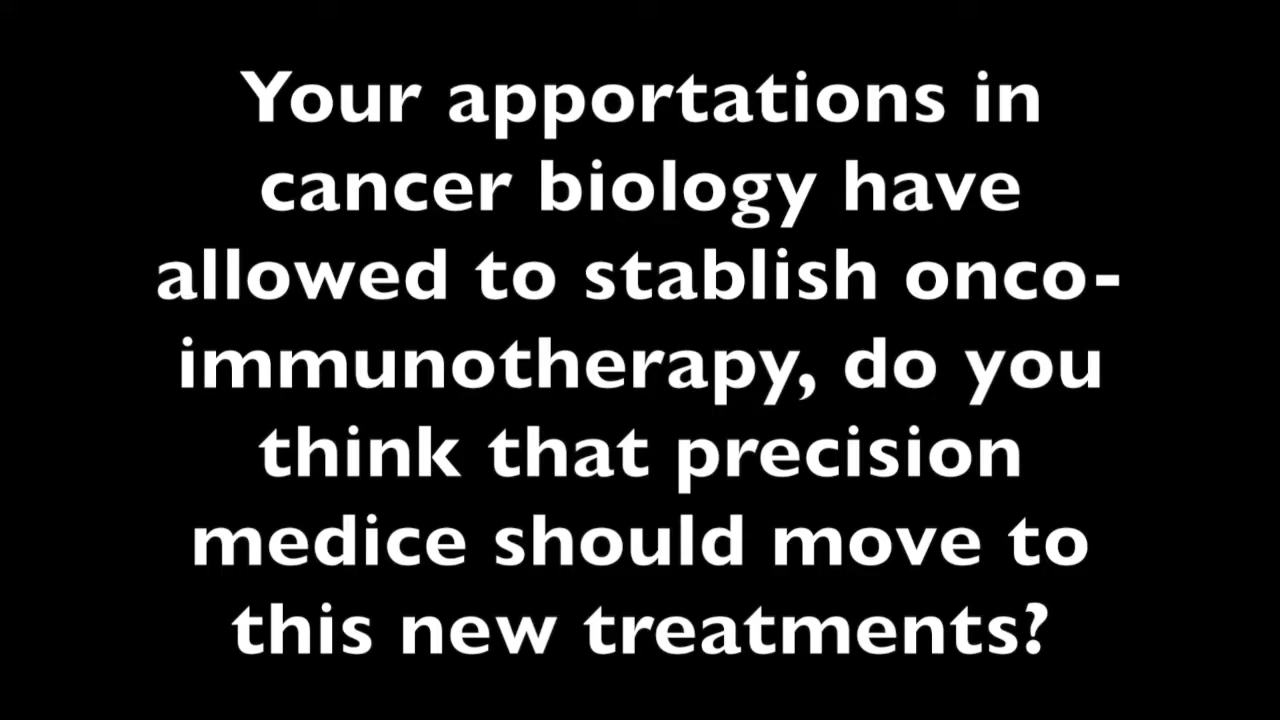 Your apportations in
cancer biology have
allowed to stablish onco-
immunotherapy, do you
think that precision
medice should move to
this new treatments?